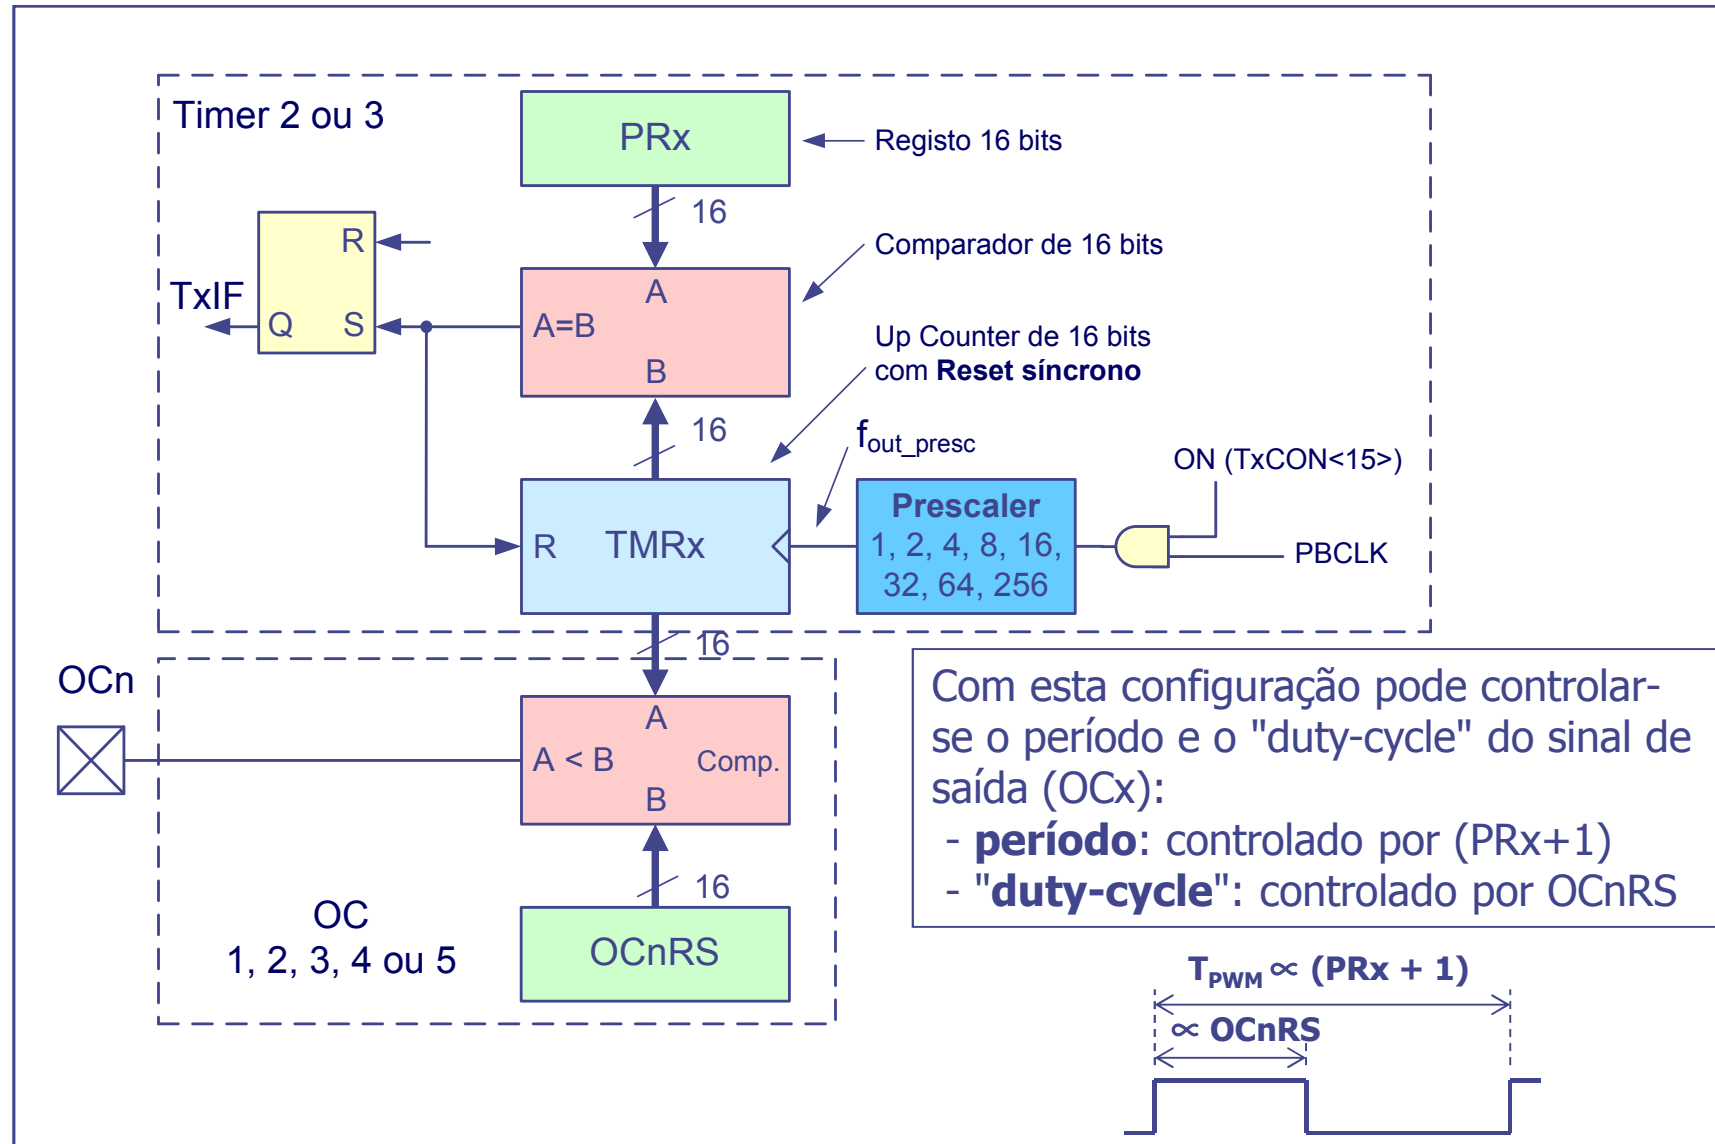 Timer 2 ou 3
PRx
Registo 16 bits
16
R
Comparador de 16 bits
A
TxIF
Q
S
A=B
B
Up Counter de 16 bits
com Reset síncrono
16
fout_presc
ON (TxCON<15>)
R
TMRx
Prescaler
1, 2, 4, 8, 16,
32, 64, 256
PBCLK
16
OCn
A
A < B
Comp.
B
16
OC
1, 2, 3, 4 ou 5
OCnRS
Com esta configuração pode controlar-
se o período e o "duty-cycle" do sinal de
saída (OCx):
- período: controlado por (PRx+1)
- "duty-cycle": controlado por OCnRS
TPWM ∝ (PRx + 1)
∝ OCnRS